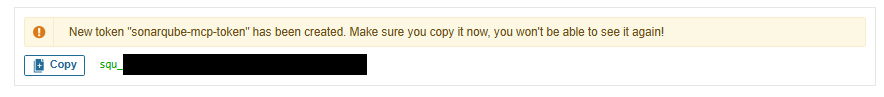 New token "sonarqube-mcp-token" has been created. Make sure you copy it now, you won't be able to see it again!
Copy squ_